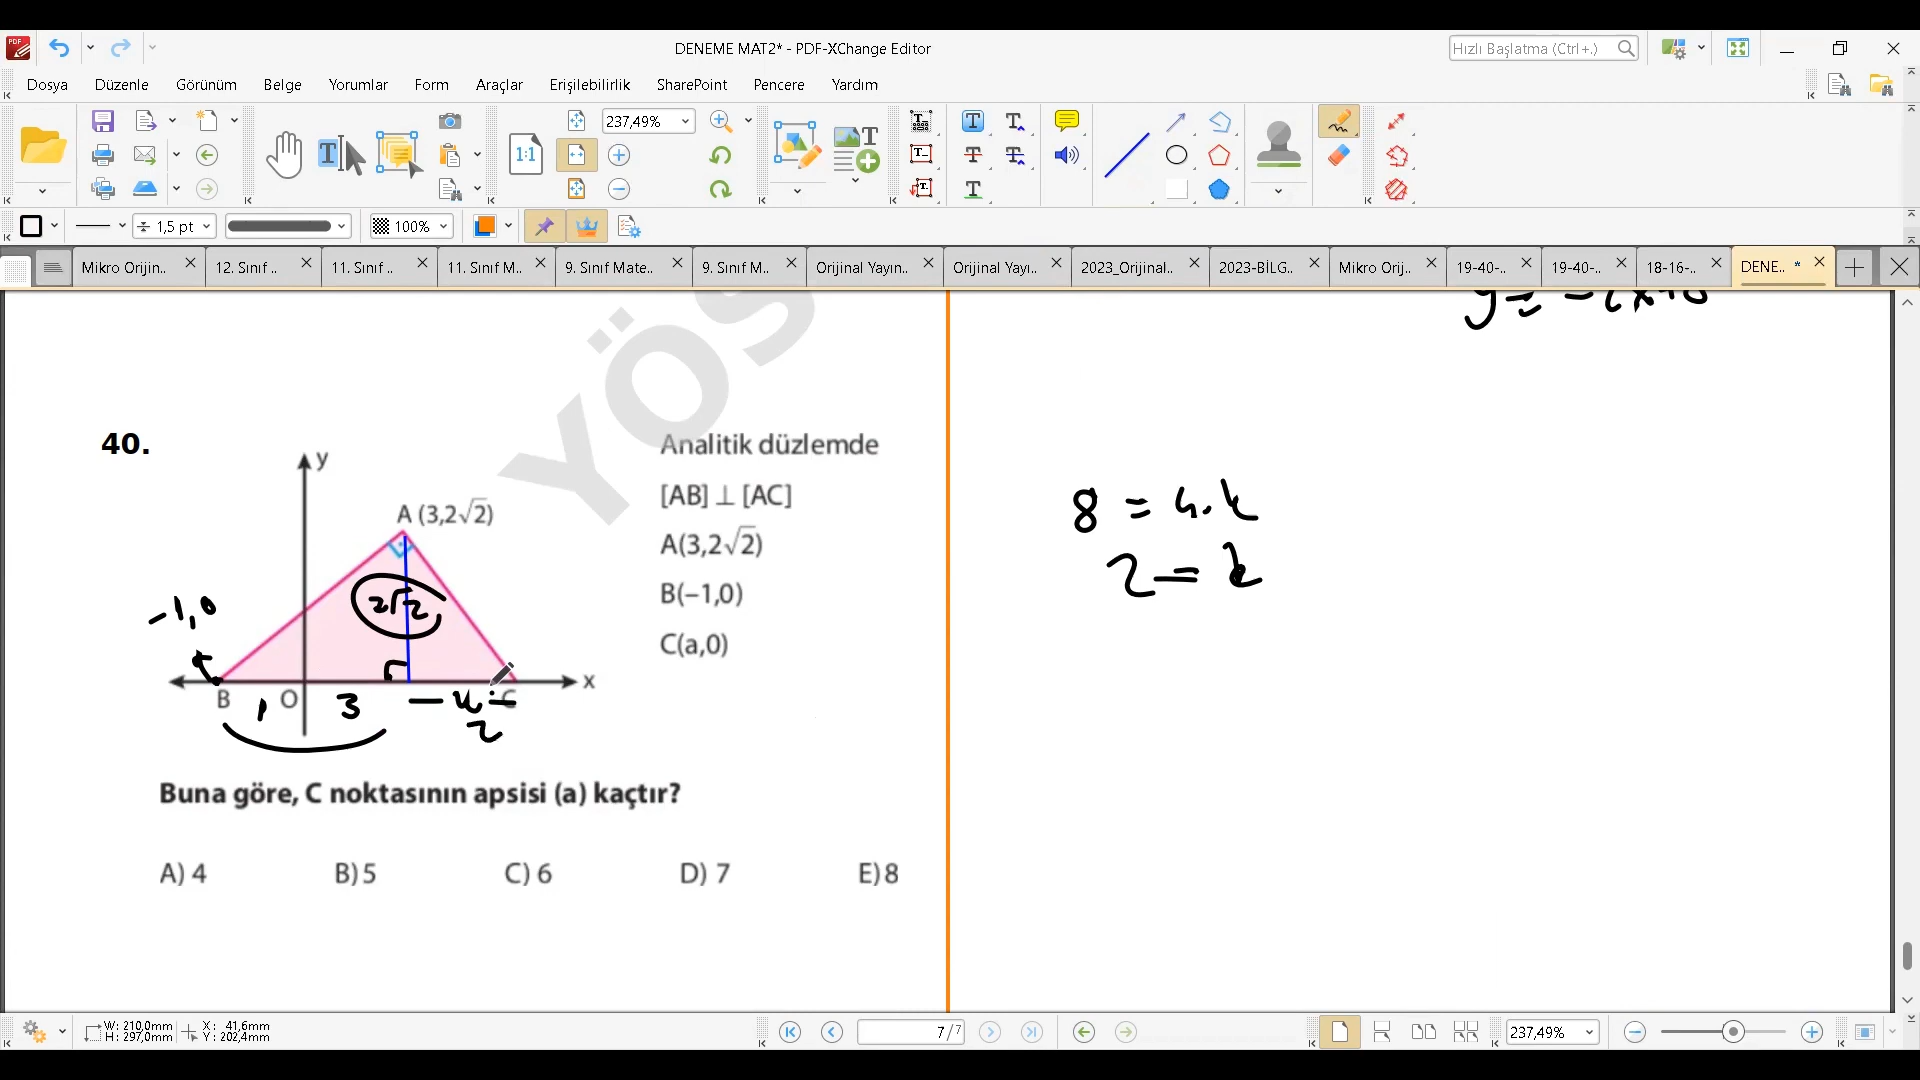 DENEME MAT2* - PDF-XChange Editor
Hızlı Başlatma (Ctrl+.)
Dosya Düzenle Görünüm Belge Yorumlar Form Araçlar Erişilebilirlik SharePoint Pencere Yardım
237,49%
1:1
1,5 pt
100%
Mikro Orijin.. 12. Sınıf .. 11. Sınıf .. 11. Sınıf M.. 9. Sınıf Mate.. 9. Sınıf M.. Orijinal Yayın.. Orijinal Yayı.. 2023_Orijinal.. 2023-BİLG.. Mikro Orij.. 19-40-.. 19-40-.. 18-16-.. DENE.. *
YÖS
40.
y
A (3,2√2)
2√2
-1,0
B O C x
1 3
2
Analitik düzlemde
[AB] ⊥ [AC]
A(3,2√2)
B(−1,0)
C(a,0)
Buna göre, C noktasının apsisi (a) kaçtır?
A) 4 B) 5 C) 6 D) 7 E) 8
8 = 4.k
2 = k
W: 210,0mm
H: 297,0mm
X: 41,6mm
Y: 202,4mm
7 / 7
237,49%